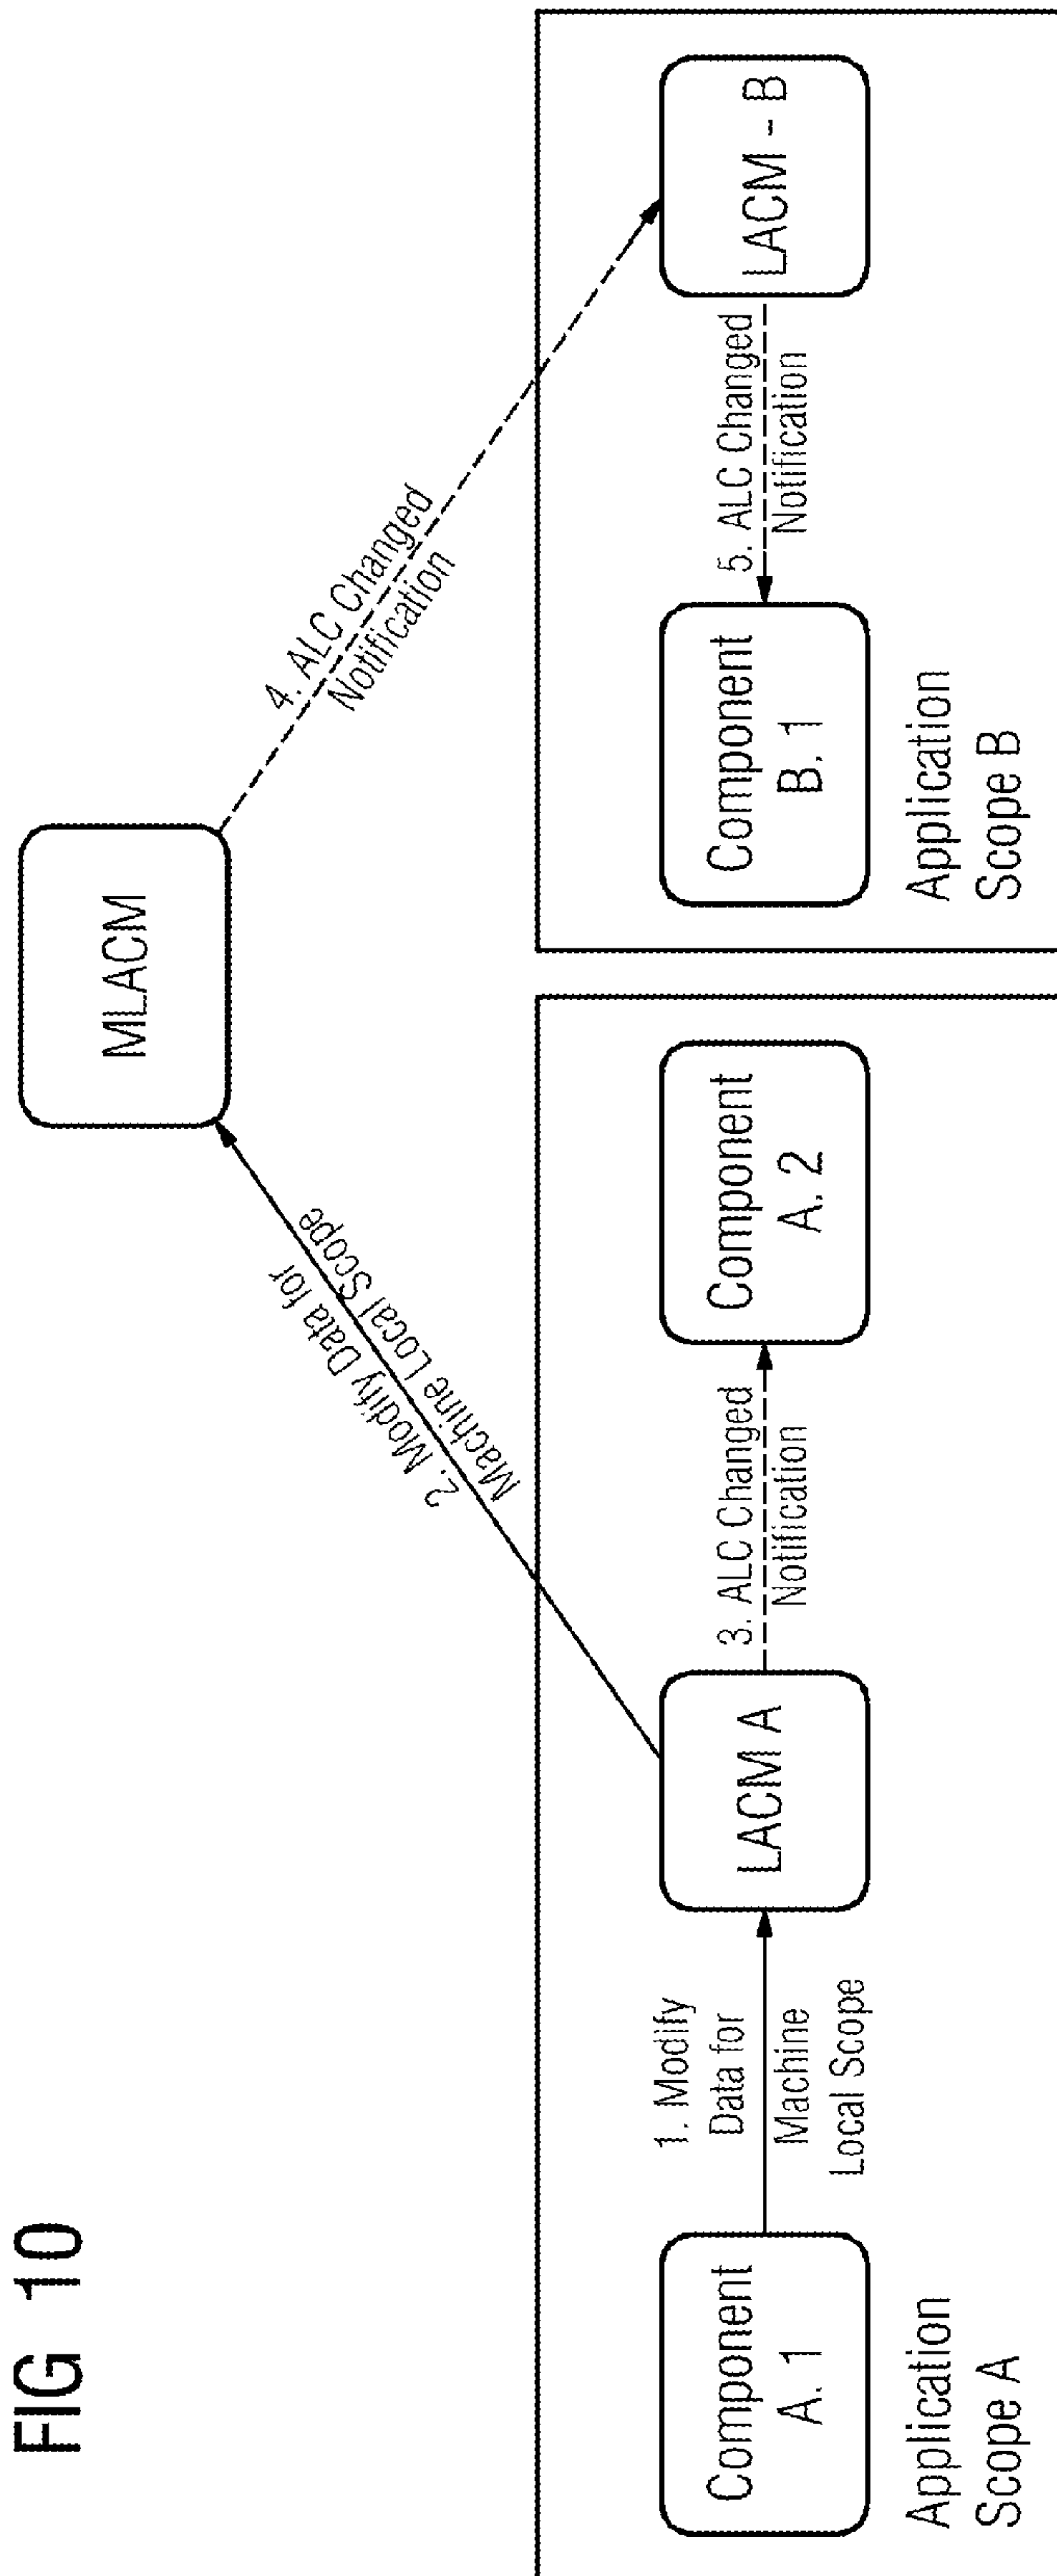 FIG 10
MLACM
2. Modify Data for
Machine Local Scope
4. ALC Changed
Notification
Component
A. 1
1. Modify
Data for
Machine
Local Scope
LACM A
3. ALC Changed
Notification
Component
A. 2
Application
Scope A
Component
B. 1
5. ALC Changed
Notification
LACM - B
Application
Scope B